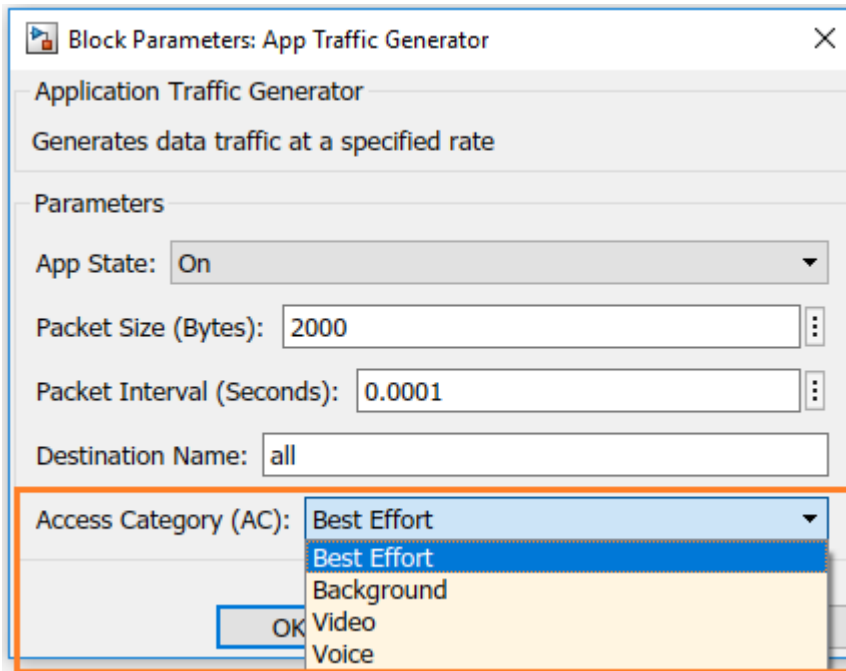 Block Parameters: App Traffic Generator
Application Traffic Generator
Generates data traffic at a specified rate
Parameters
App State: On
Packet Size (Bytes): 2000
Packet Interval (Seconds): 0.0001
Destination Name: all
Access Category (AC): Best Effort
Best Effort
Background
Video
OK
Voice